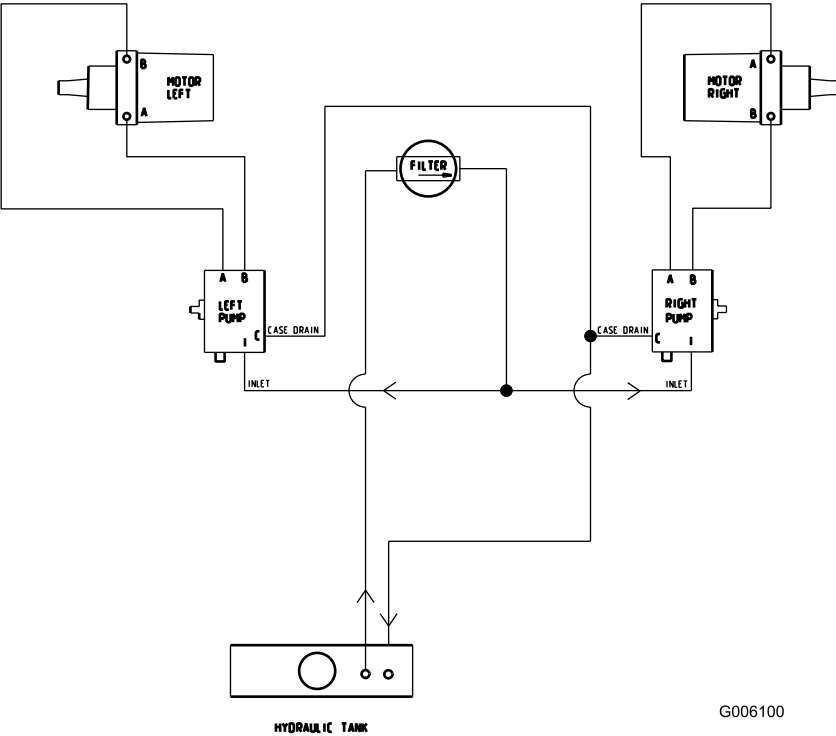 B
MOTOR
LEFT
A
A
MOTOR
RIGHT
B
FILTER
A B
LEFT
PUMP
C
I
CASE DRAIN
INLET
A B
RIGHT
PUMP
CASE DRAIN
C
I
INLET
HYDRAULIC TANK
G006100